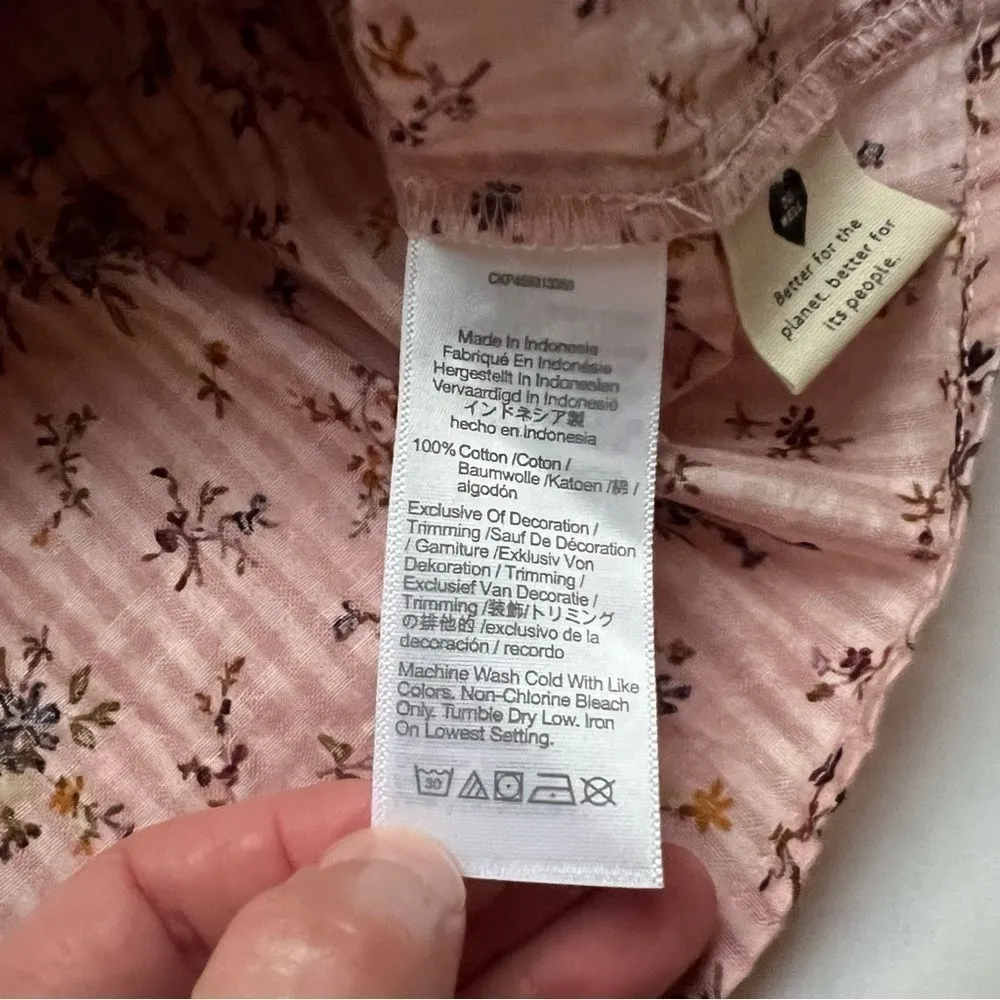 Made In Indonesia
Fabriqué En Indonésie
Hergestellt In Indonesien
Vervaardigd In Indonesië
インドネシア製
hecho en Indonesia
100% Cotton /Coton /
Baumwolle /Katoen /綿 /
algodón
Exclusive Of Decoration /
Trimming /Sauf De Décoration
/ Garniture /Exklusiv Von
Dekoration / Trimming /
Exclusief Van Decoratie /
Trimming /装飾/トリミング
の排他的 /exclusivo de la
decoración / recordo
Machine Wash Cold With Like
Colors. Non-Chlorine Bleach
Only. Tumble Dry Low. Iron
On Lowest Setting.
30
Better for the
planet, better for
its people.